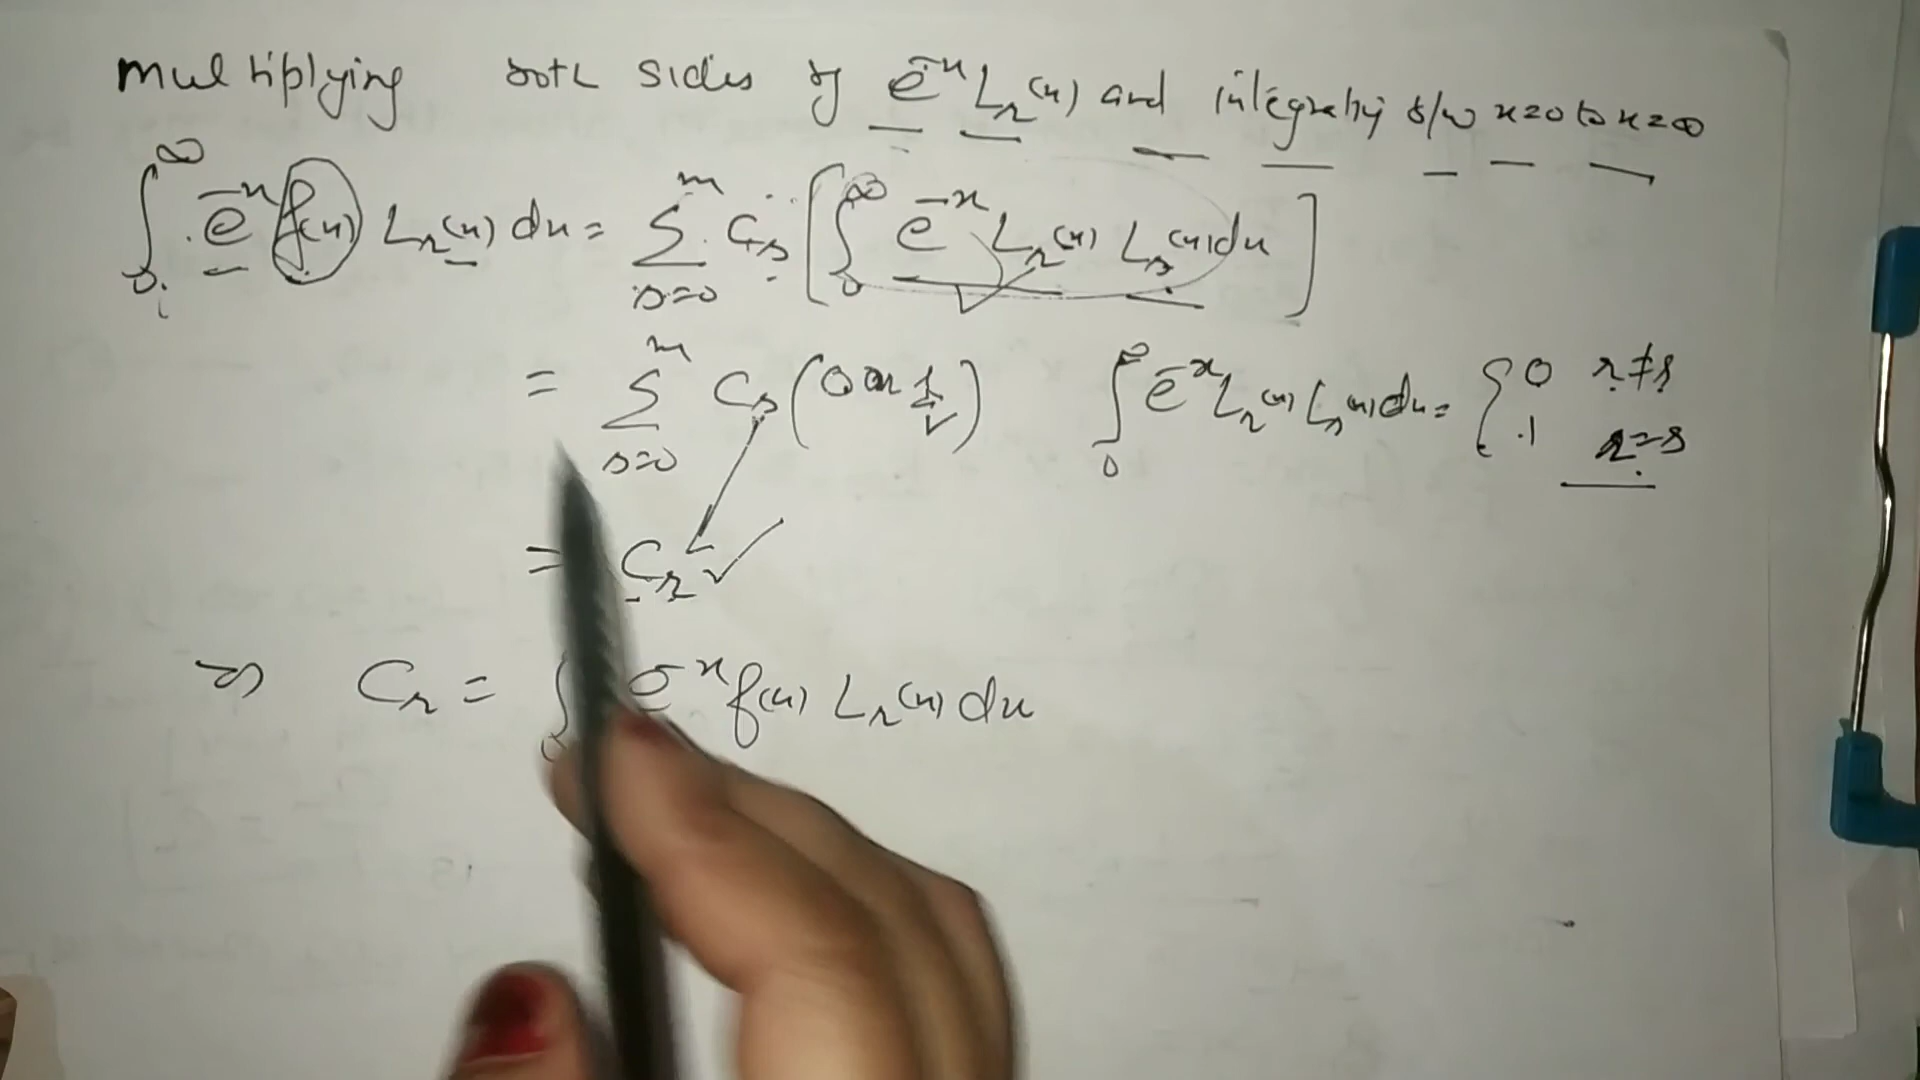 multiplying both sides by e^-x L_r(x) and integrating b/w x=0 to x=∞
∫_0^∞ e^-x f(x) L_r(x) dx = Σ_{s=0}^m C_s [ ∫_0^∞ e^-x L_r(x) L_s(x) dx ]
= Σ_{s=0}^m C_s (0 or 1) ∫_0^∞ e^-x L_r(x) L_s(x) dx = { 0 r≠s
1 r=s
= C_r
⇒ C_r = ∫_0 e^-x f(x) L_r(x) dx